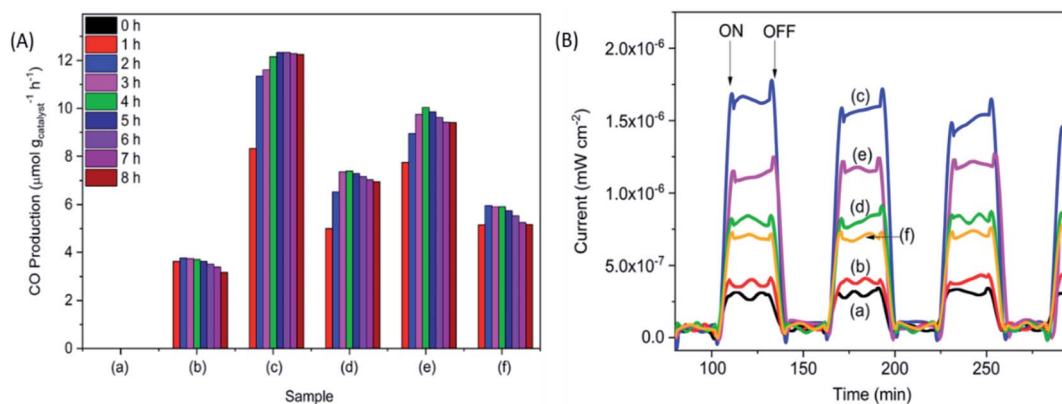 (A)
CO Production (µmol g_catalyst⁻¹ h⁻¹)
12
10
8
6
4
2
0
0 h
1 h
2 h
3 h
4 h
5 h
6 h
7 h
8 h
(a) (b) (c) (d) (e) (f)
Sample
(B)
Current (mW cm⁻²)
2.0x10⁻⁶
1.5x10⁻⁶
1.0x10⁻⁶
5.0x10⁻⁷
0.0
ON OFF
(c)
(e)
(d)
(f)
(b)
(a)
100 150 200 250
Time (min)